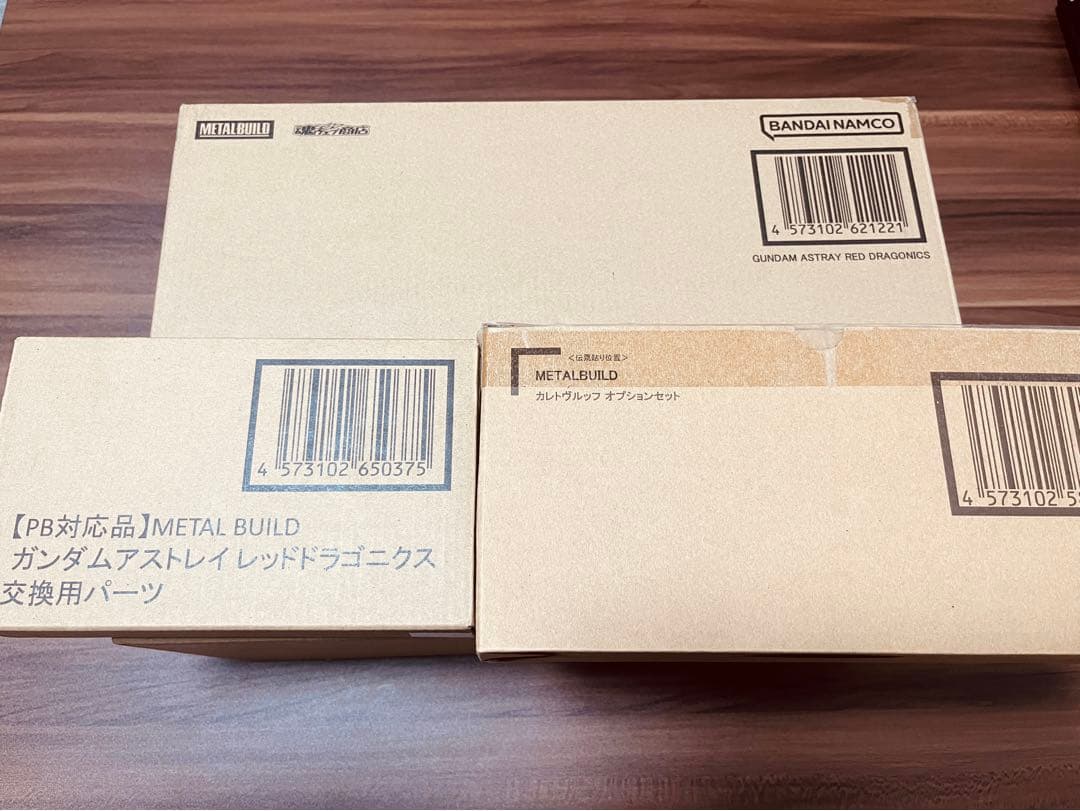 METALBUILD
魂ウェブ商店
BANDAI NAMCO
4 573102 621221
GUNDAM ASTRAY RED DRAGONICS
4 573102 650375
【PB対応品】METAL BUILD
ガンダムアストレイ レッドドラゴニクス
交換用パーツ
<伝票貼り位置>
METALBUILD
カレトヴルッフ オプションセット
4 573102 5